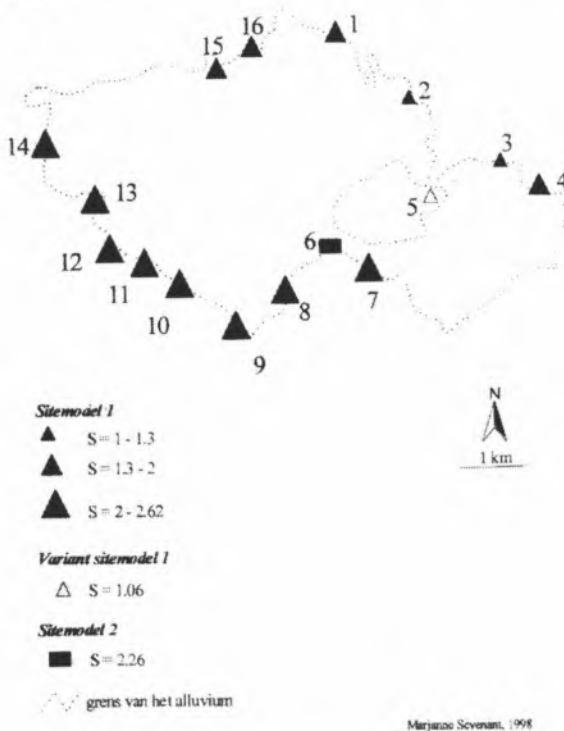 16
1
15
2
3
14
4
5
13
6
12
7
11
8
10
9
Sitemodel 1
S = 1 - 1.3
S = 1.3 - 2
S = 2 - 2.62
N
1 km
Variant sitemodel 1
S = 1.06
Sitemodel 2
S = 2.26
grens van het alluvium
Marjanne Sevenant, 1998